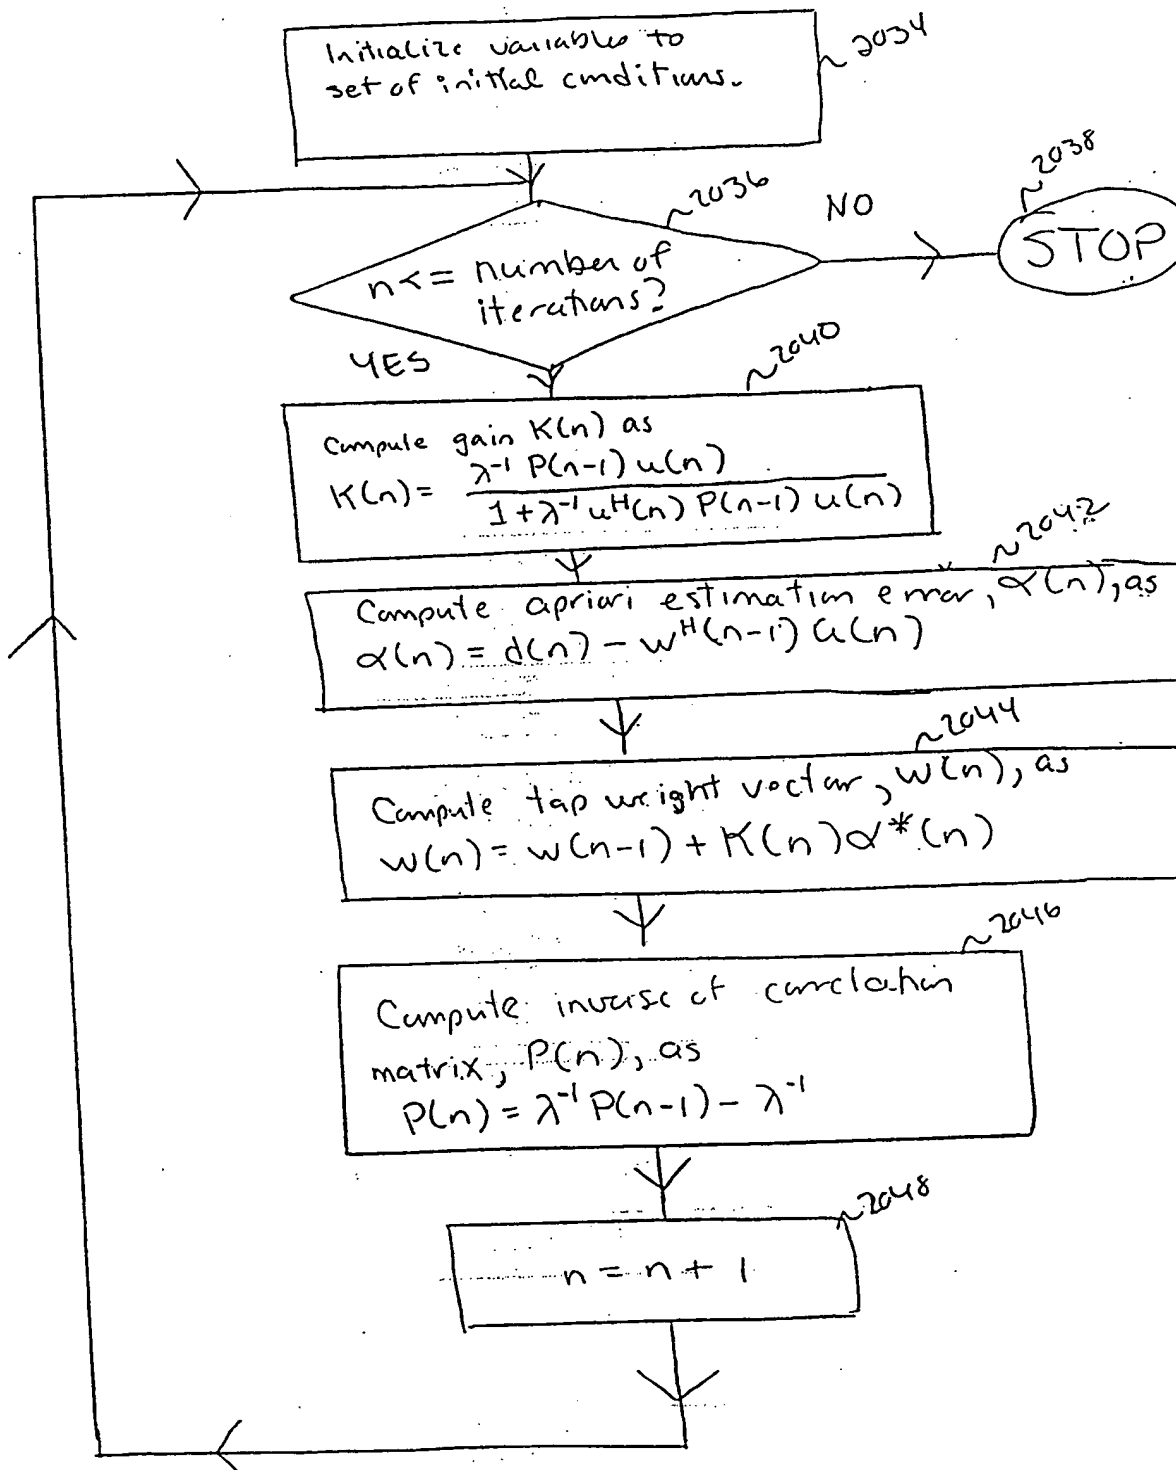 Initialize variables to
set of initial conditions.
~2034
~2036
n<= number of
iterations?
NO
~2038
STOP
YES
~2040
Compute gain K(n) as
K(n)= λ⁻¹ P(n-1) u(n) / 1+λ⁻¹ uᴴ(n) P(n-1) u(n)
~2042
Compute apriori estimation error, α(n), as
α(n) = d(n) - wᴴ(n-1) u(n)
~2044
Compute tap weight vector, w(n), as
w(n) = w(n-1) + K(n)α*(n)
~2046
Compute inverse of correlation
matrix, P(n), as
P(n) = λ⁻¹ P(n-1) - λ⁻¹
~2048
n = n + 1